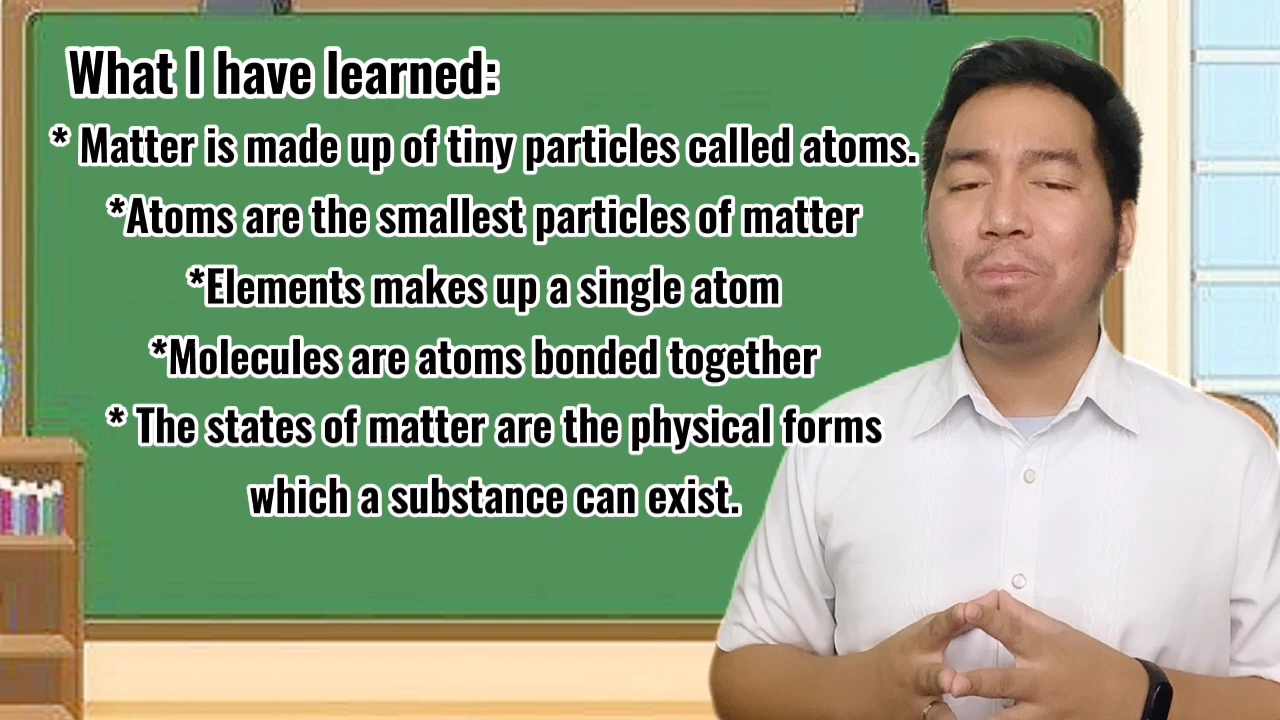 What I have learned:
* Matter is made up of tiny particles called atoms.
*Atoms are the smallest particles of matter
*Elements makes up a single atom
*Molecules are atoms bonded together
* The states of matter are the physical forms
which a substance can exist.